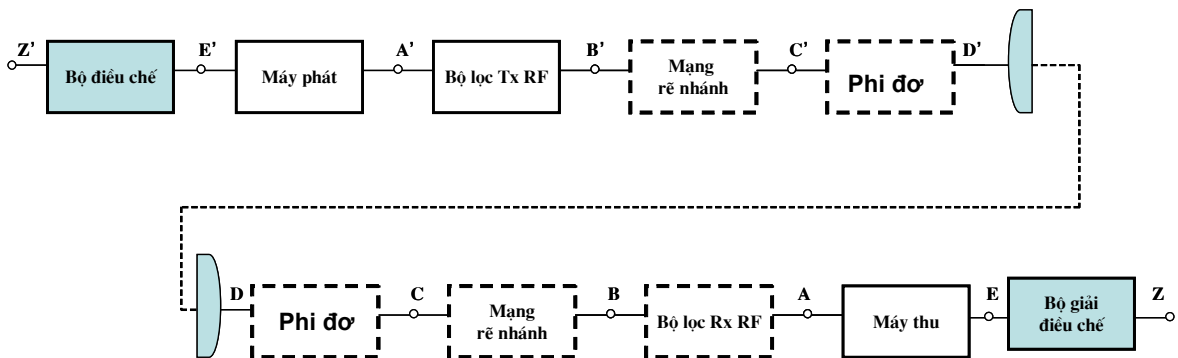 Z' Bộ điều chế E' Máy phát A' Bộ lọc Tx RF B' Mạng
rẽ nhánh C' Phi đơ D'
D Phi đơ C Mạng
rẽ nhánh B Bộ lọc Rx RF A Máy thu E Bộ giải
điều chế Z